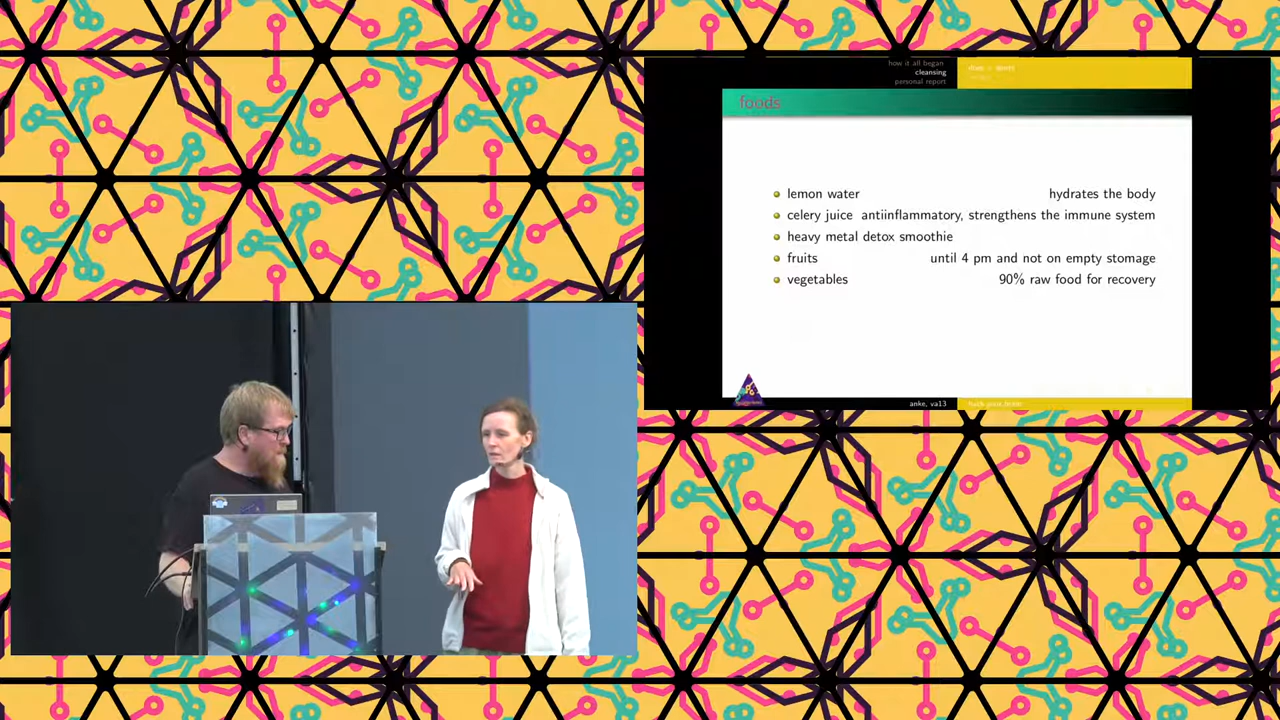 how it all began
cleansing
personal report
dos & donts
foods
lemon water hydrates the body
celery juice antiinflammatory, strengthens the immune system
heavy metal detox smoothie
fruits until 4 pm and not on empty stomage
vegetables 90% raw food for recovery
anke, va13